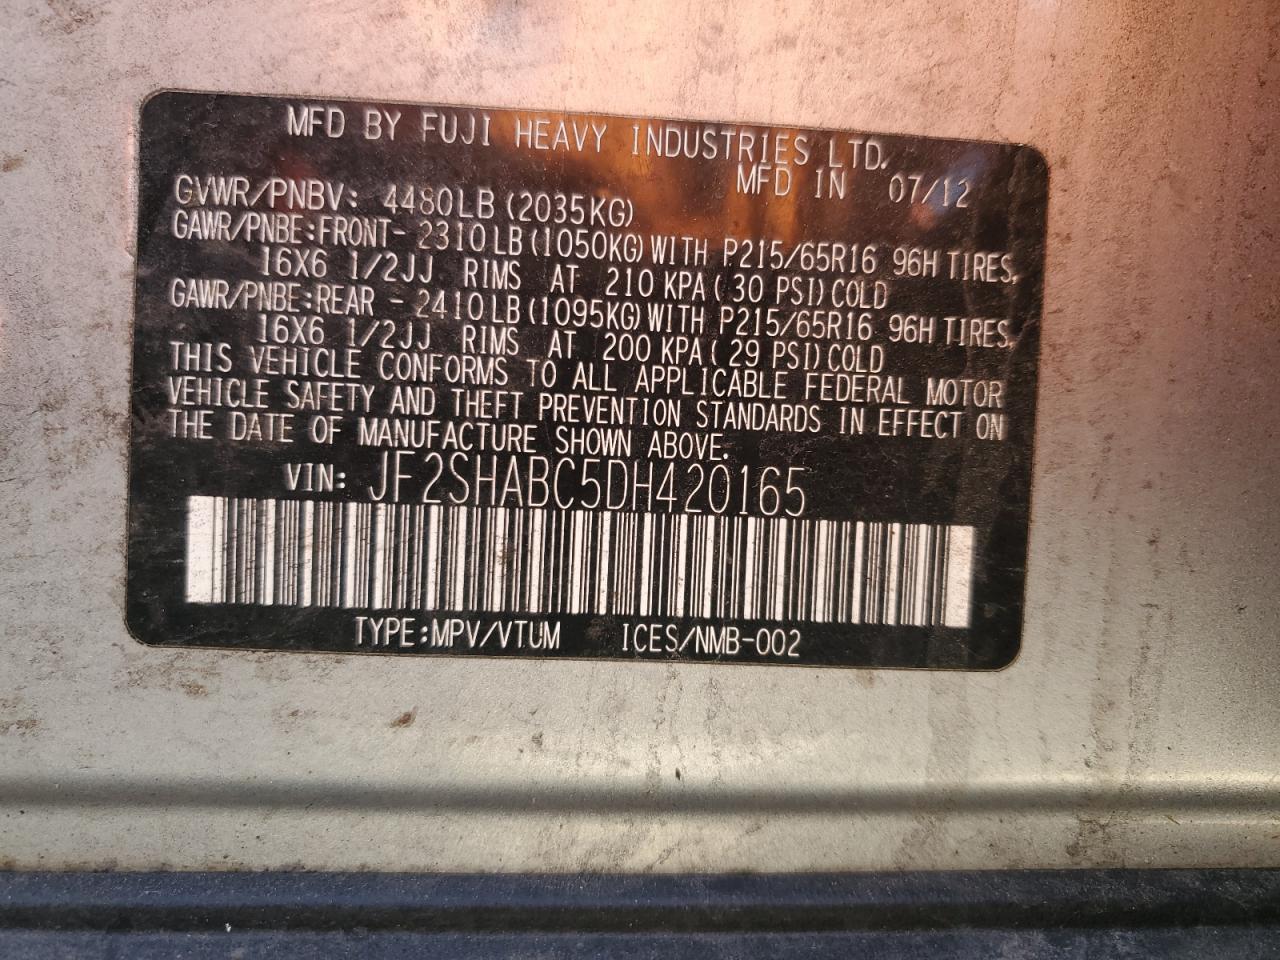 MFD BY FUJI HEAVY INDUSTRIES LTD.
MFD IN 07/12
GVWR/PNBV: 4480LB (2035KG)
GAWR/PNBE:FRONT- 2310LB (1050KG) WITH P215/65R16 96H TIRES,
16X6 1/2JJ RIMS AT 210 KPA( 30 PSI) COLD
GAWR/PNBE:REAR - 2410LB (1095KG) WITH P215/65R16 96H TIRES,
16X6 1/2JJ RIMS AT 200 KPA( 29 PSI) COLD
THIS VEHICLE CONFORMS TO ALL APPLICABLE FEDERAL MOTOR
VEHICLE SAFETY AND THEFT PREVENTION STANDARDS IN EFFECT ON
THE DATE OF MANUFACTURE SHOWN ABOVE.
VIN: JF2SHABC5DH420165
TYPE:MPV/VTUM ICES/NMB-002